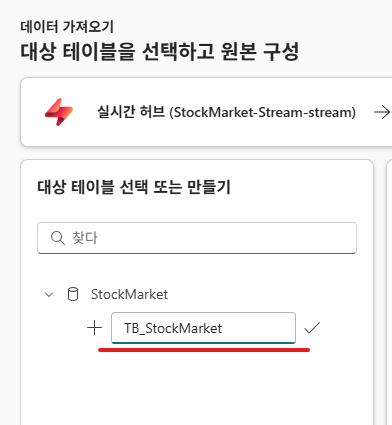 데이터 가져오기
대상 테이블을 선택하고 원본 구성
실시간 허브 (StockMarket-Stream-stream)
대상 테이블 선택 또는 만들기
찾다
StockMarket
TB_StockMarket